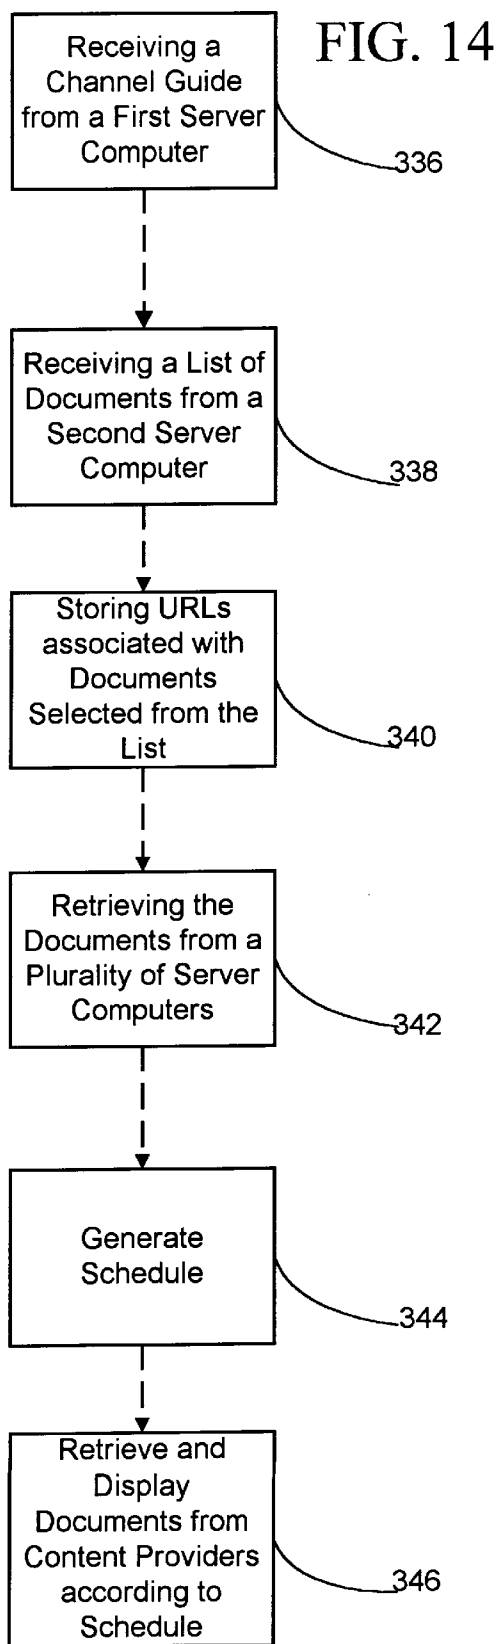 FIG. 14
Receiving a
Channel Guide
from a First Server
Computer
336
Receiving a List of
Documents from a
Second Server
Computer
338
Storing URLs
associated with
Documents
Selected from the
List
340
Retrieving the
Documents from a
Plurality of Server
Computers
342
Generate
Schedule
344
Retrieve and
Display
Documents from
Content Providers
according to
Schedule
346